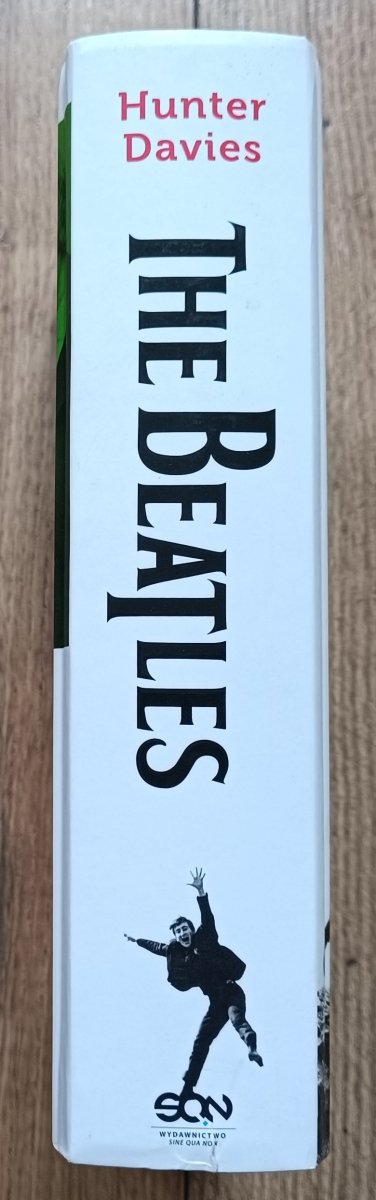 Hunter
Davies
THE BEATLES
SQN
WYDAWNICTWO
SINE QUA NON